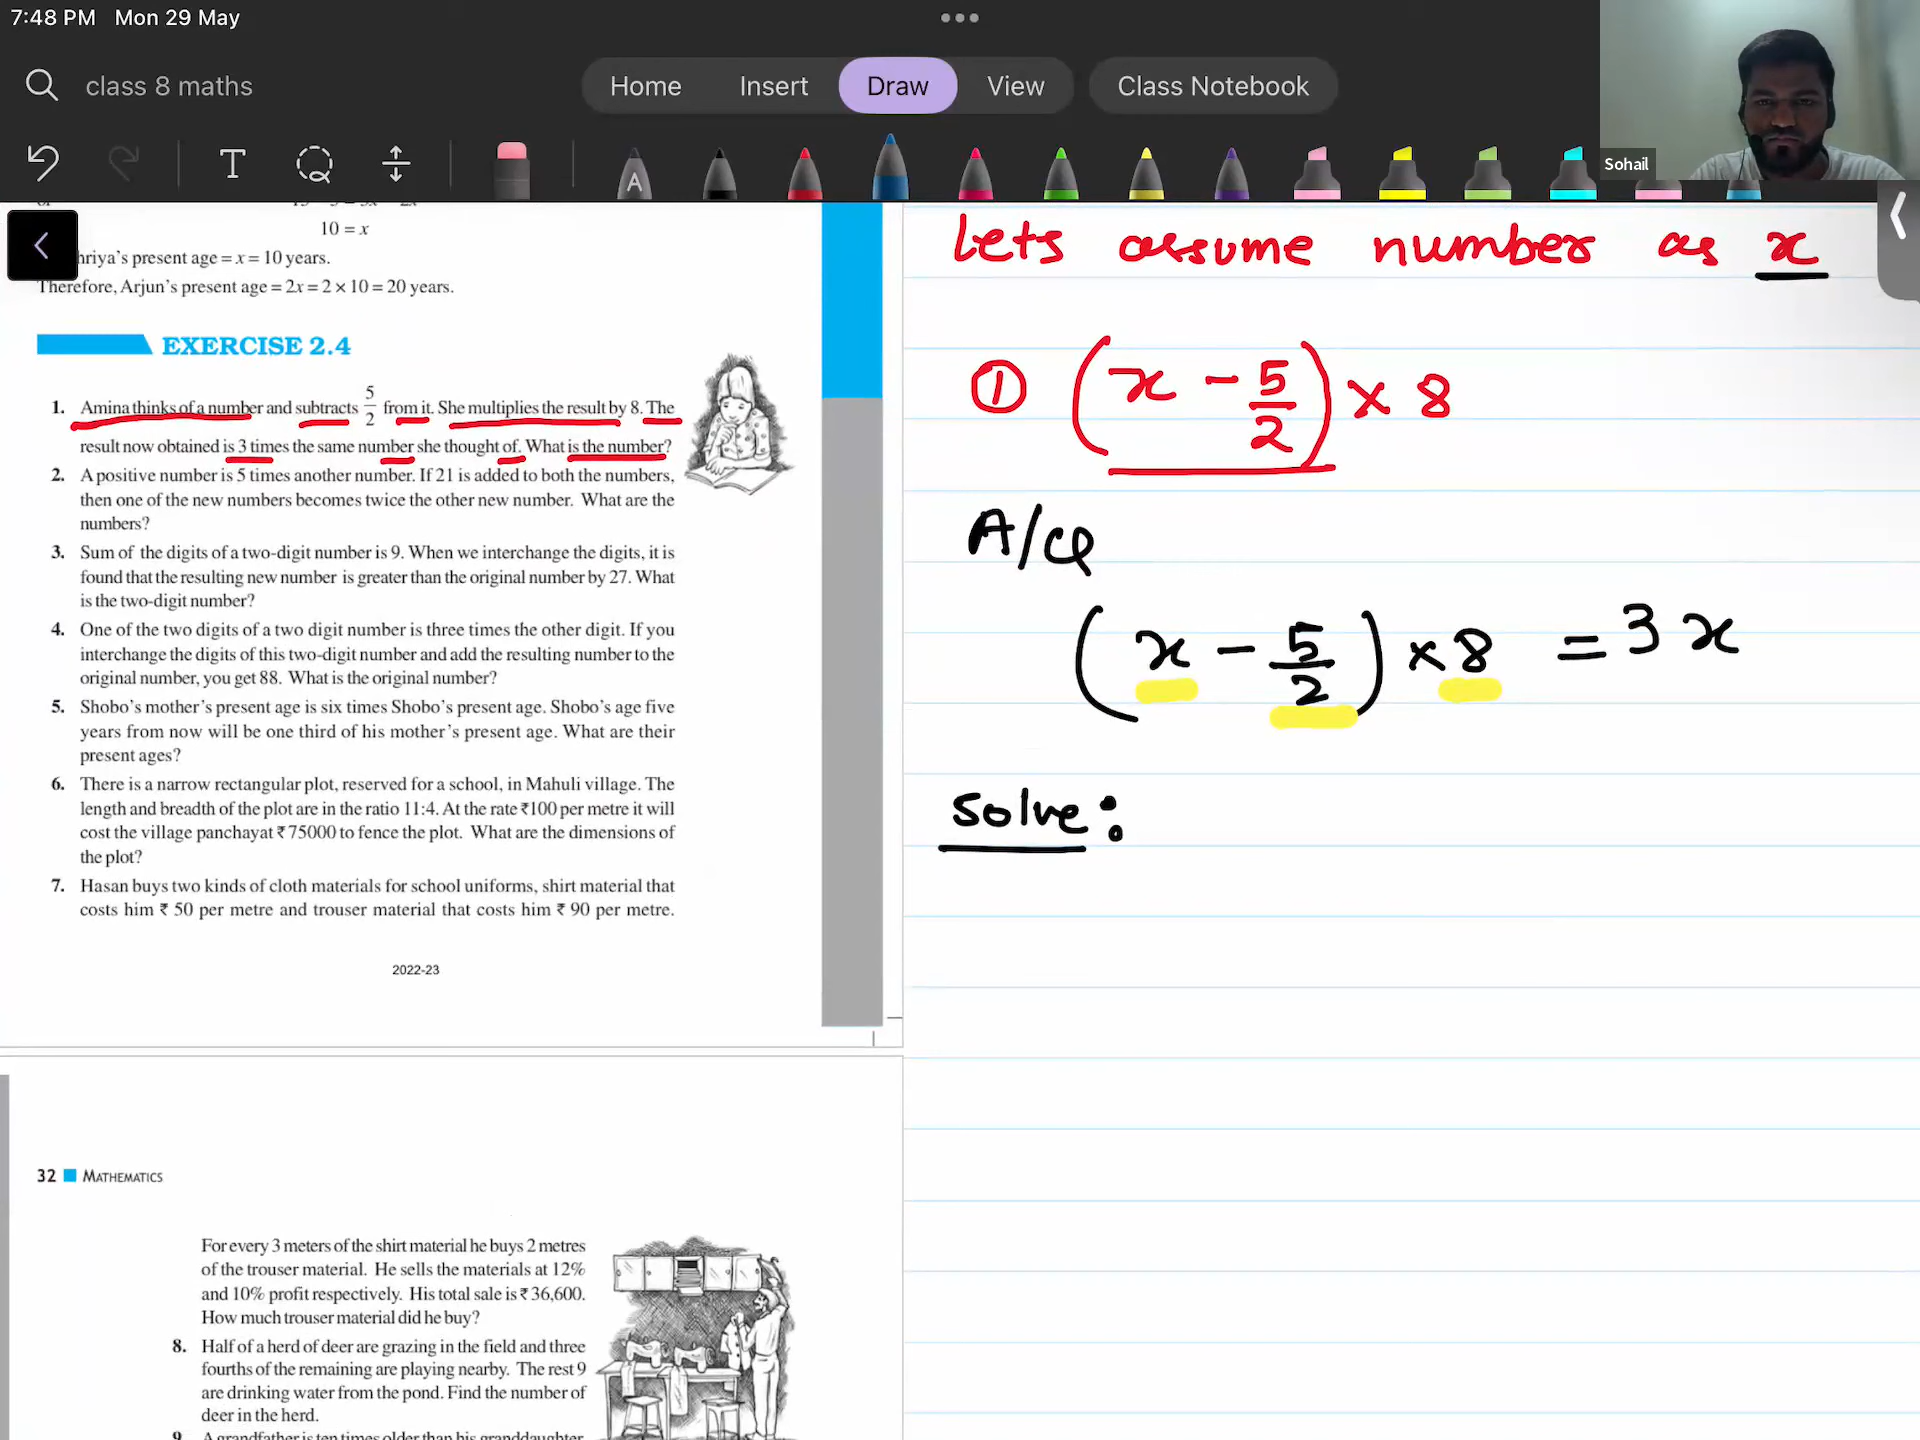 7:48 PM Mon 29 May
class 8 maths
Home Insert Draw View Class Notebook
T
A
Sohail
10 = x
hriya's present age = x = 10 years.
Therefore, Arjun's present age = 2x = 2 × 10 = 20 years.
EXERCISE 2.4
1. Amina thinks of a number and subtracts 5/2 from it. She multiplies the result by 8. The
result now obtained is 3 times the same number she thought of. What is the number?
2. A positive number is 5 times another number. If 21 is added to both the numbers,
then one of the new numbers becomes twice the other new number. What are the
numbers?
3. Sum of the digits of a two-digit number is 9. When we interchange the digits, it is
found that the resulting new number is greater than the original number by 27. What
is the two-digit number?
4. One of the two digits of a two digit number is three times the other digit. If you
interchange the digits of this two-digit number and add the resulting number to the
original number, you get 88. What is the original number?
5. Shobo's mother's present age is six times Shobo's present age. Shobo's age five
years from now will be one third of his mother's present age. What are their
present ages?
6. There is a narrow rectangular plot, reserved for a school, in Mahuli village. The
length and breadth of the plot are in the ratio 11:4. At the rate ₹100 per metre it will
cost the village panchayat ₹ 75000 to fence the plot. What are the dimensions of
the plot?
7. Hasan buys two kinds of cloth materials for school uniforms, shirt material that
costs him ₹ 50 per metre and trouser material that costs him ₹ 90 per metre.
2022-23
32 MATHEMATICS
For every 3 meters of the shirt material he buys 2 metres
of the trouser material. He sells the materials at 12%
and 10% profit respectively. His total sale is ₹ 36,600.
How much trouser material did he buy?
8. Half of a herd of deer are grazing in the field and three
fourths of the remaining are playing nearby. The rest 9
are drinking water from the pond. Find the number of
deer in the herd.
9. A grandfather is ten times older than his granddaughter.
Lets assume number as x
① (x - 5/2) × 8
A/cq
(x - 5/2) × 8 = 3x
Solve: